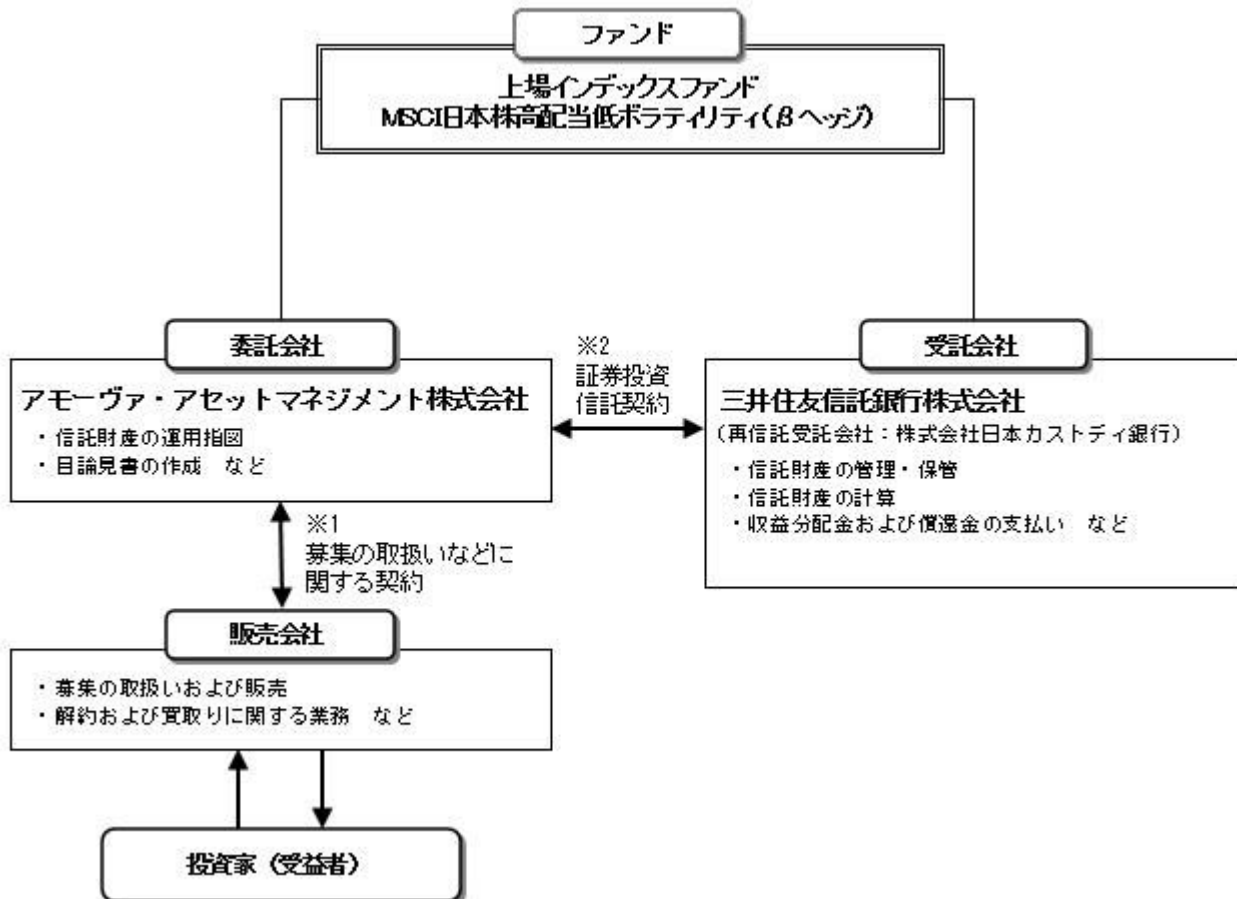 ファンド
上場インデックスファンド
MSCI日本株高配当低ボラティリティ(βヘッジ)
委託会社
アモーヴァ・アセットマネジメント株式会社
・信託財産の運用指図
・目論見書の作成　など
※2
証券投資
信託契約
受託会社
三井住友信託銀行株式会社
(再信託受託会社：株式会社日本カストディ銀行)
・信託財産の管理・保管
・信託財産の計算
・収益分配金および償還金の支払い　など
※1
募集の取扱いなどに
関する契約
販売会社
・募集の取扱いおよび販売
・解約および買取りに関する業務　など
投資家（受益者）